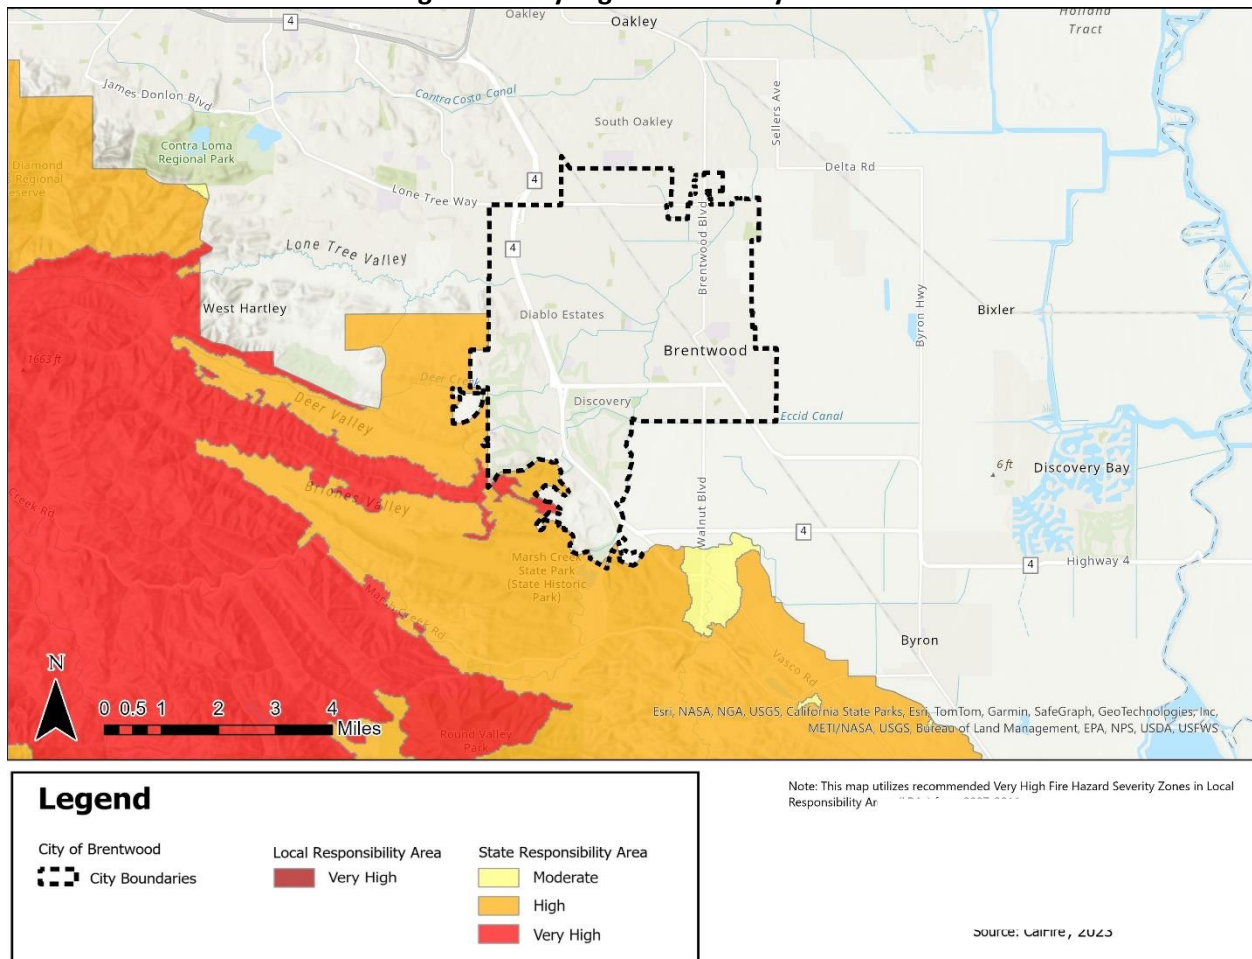 Oakley
Oakley
Holland
Tract
4
James Donlon Blvd
Contra Costa Canal
South Oakley
Sellers Ave
Contra Loma
Regional Park
Diamond
Regional
4
Delta Rd
Lone Tree Way
Lone Tree Valley
4
Brentwood Blvd
West Hartley
Diablo Estates
Byron Hwy
Bixler
Brentwood
1663 ft
Deer Creek
Deer Valley
Discovery
Eccid Canal
6 ft
Discovery Bay
Briones Valley
Creek Rd
Walnut Blvd
4
Marsh Creek
State Park
(State Historic
Park)
4
Highway 4
Marsh Creek Rd
Byron
Vasco Rd
N
0 0.5 1 2 3 4
Miles
Round Valley
Park
Esri, NASA, NGA, USGS, California State Parks, Esri, TomTom, Garmin, SafeGraph, GeoTechnologies, Inc,
METI/NASA, USGS, Bureau of Land Management, EPA, NPS, USDA, USFWS
Legend
City of Brentwood
City Boundaries
Local Responsibility Area
Very High
State Responsibility Area
Moderate
High
Very High
Note: This map utilizes recommended Very High Fire Hazard Severity Zones in Local
Responsibility
Source: CalFire, 2023